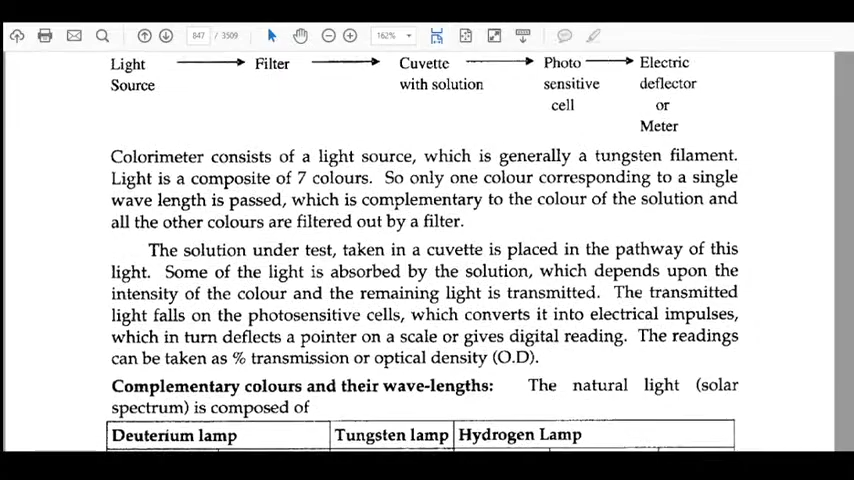 847 / 3509
162%
Light Filter Cuvette Photo Electric
Source with solution sensitive deflector
cell or
Meter
Colorimeter consists of a light source, which is generally a tungsten filament.
Light is a composite of 7 colours. So only one colour corresponding to a single
wave length is passed, which is complementary to the colour of the solution and
all the other colours are filtered out by a filter.
The solution under test, taken in a cuvette is placed in the pathway of this
light. Some of the light is absorbed by the solution, which depends upon the
intensity of the colour and the remaining light is transmitted. The transmitted
light falls on the photosensitive cells, which converts it into electrical impulses,
which in turn deflects a pointer on a scale or gives digital reading. The readings
can be taken as % transmission or optical density (O.D).
Complementary colours and their wave-lengths: The natural light (solar
spectrum) is composed of
Deuterium lamp Tungsten lamp Hydrogen Lamp